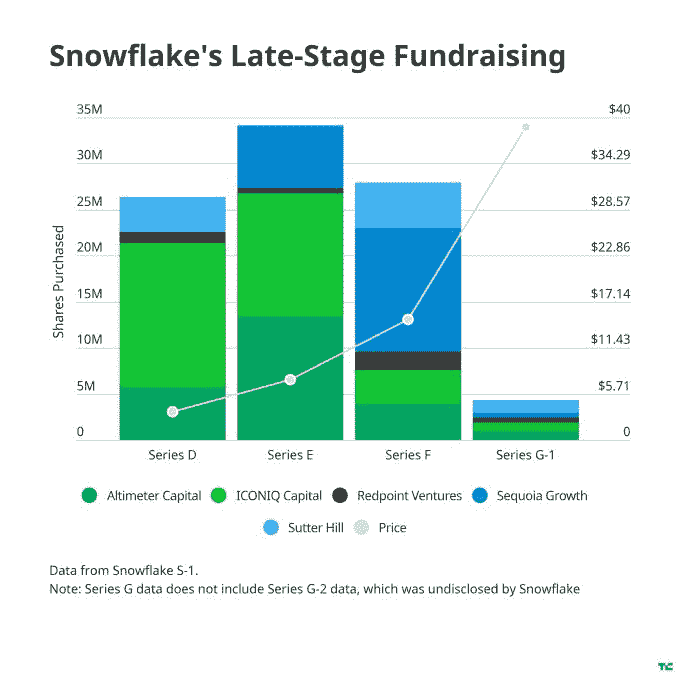 Snowflake's Late-Stage Fundraising
35M $40
30M $34.29
25M $28.57
20M $22.86
15M $17.14
10M $11.43
5M $5.71
0 0
Shares Purchased
Series D Series E Series F Series G-1
Altimeter Capital ICONIQ Capital Redpoint Ventures Sequoia Growth
Sutter Hill Price
Data from Snowflake S-1.
Note: Series G data does not include Series G-2 data, which was undisclosed by Snowflake
TC